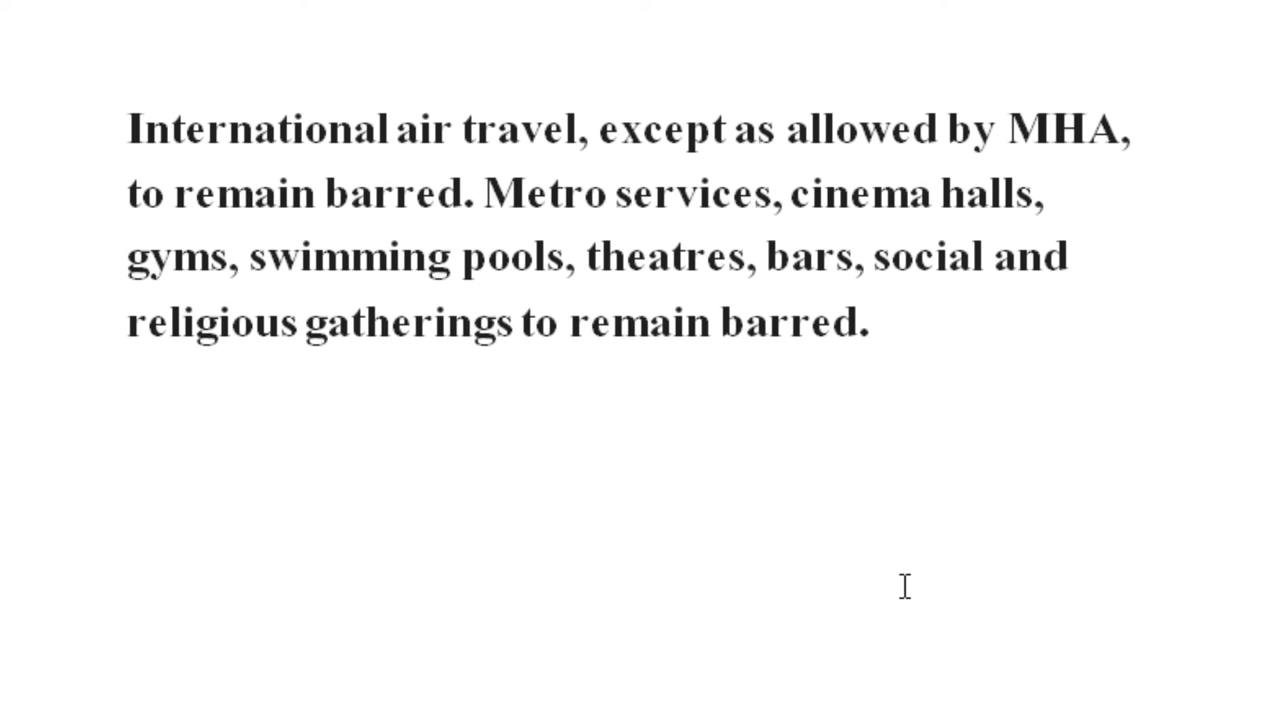 International air travel, except as allowed by MHA,
to remain barred. Metro services, cinema halls,
gyms, swimming pools, theatres, bars, social and
religious gatherings to remain barred.